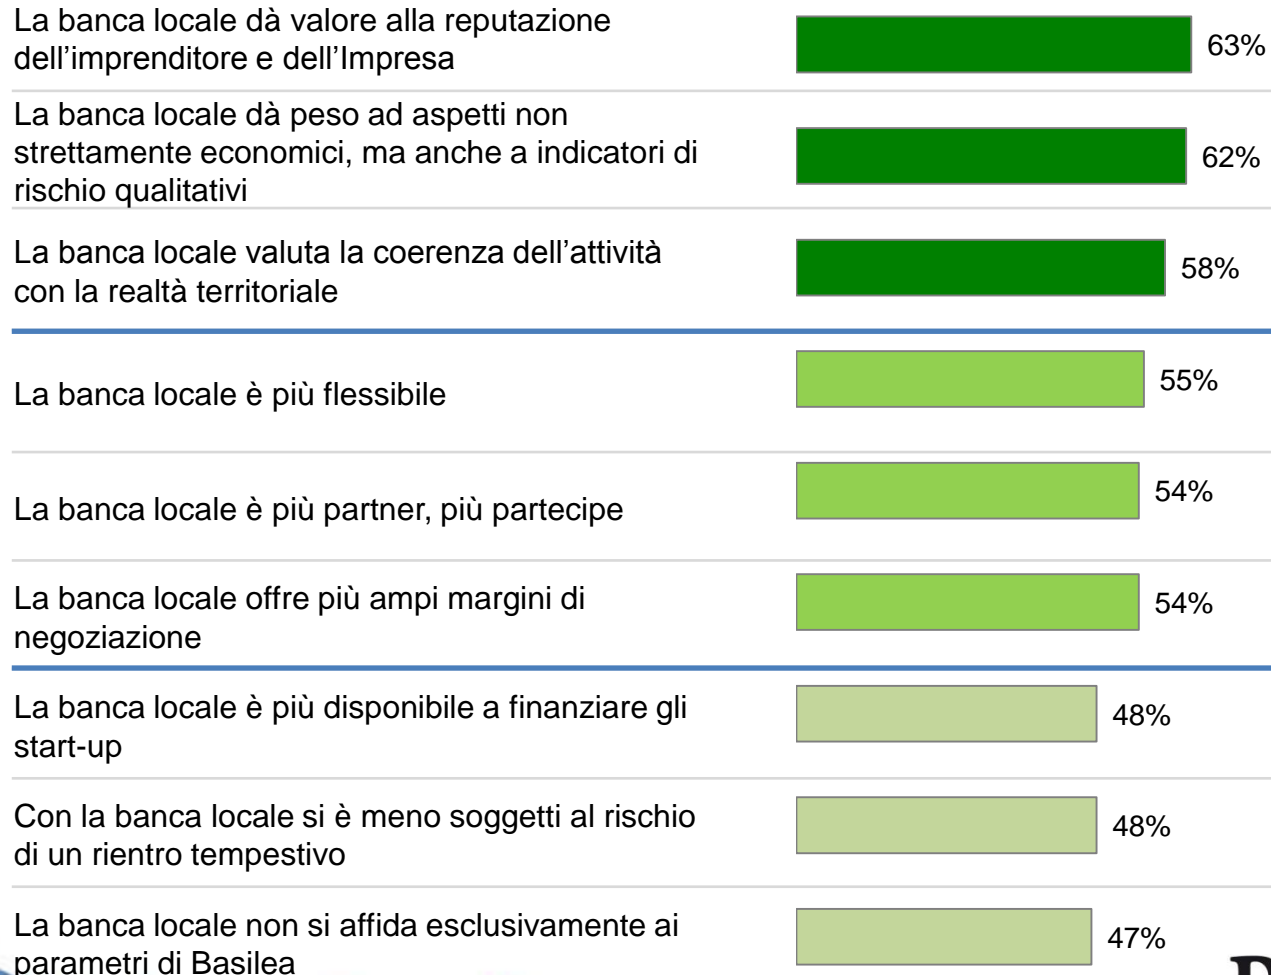 La banca locale dà valore alla reputazione
dell’imprenditore e dell’Impresa
63%
La banca locale dà peso ad aspetti non
strettamente economici, ma anche a indicatori di
rischio qualitativi
62%
La banca locale valuta la coerenza dell’attività
con la realtà territoriale
58%
La banca locale è più flessibile
55%
La banca locale è più partner, più partecipe
54%
La banca locale offre più ampi margini di
negoziazione
54%
La banca locale è più disponibile a finanziare gli
start-up
48%
Con la banca locale si è meno soggetti al rischio
di un rientro tempestivo
48%
La banca locale non si affida esclusivamente ai
parametri di Basilea
47%